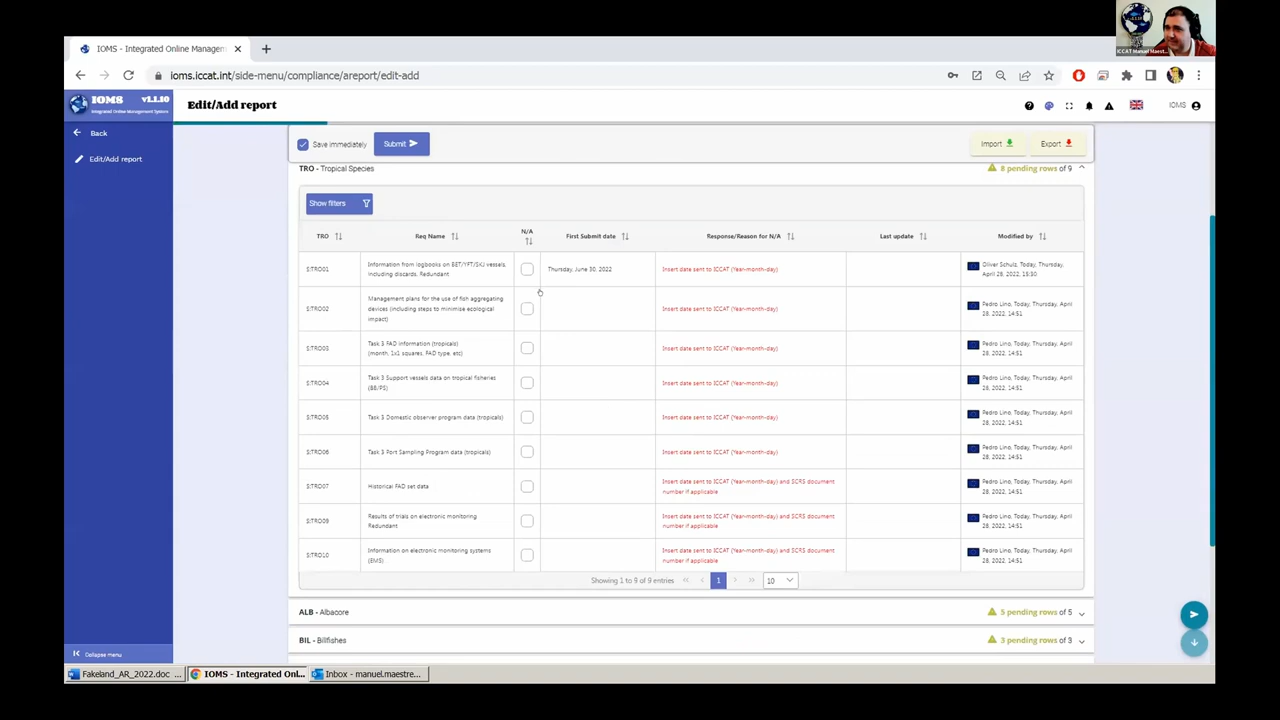 IOMS - Integrated Online Managem
ioms.iccat.int/side-menu/compliance/areport/edit-add
ICCAT Manuel Maest...
IOMS v1.1.10
Integrated Online Management System
Edit/Add report
IOMS
Back
Edit/Add report
Save immediately
Submit
Import
Export
TRO - Tropical Species
8 pending rows of 9
Show filters
TRO
Req Name
N/A
First Submit date
Response/Reason for N/A
Last update
Modified by
S:TRO01
Information from logbooks on BET/YFT/SKJ vessels,
including discards. Redundant
Thursday, June 30, 2022
Insert date sent to ICCAT (Year-month-day)
Oliver Schulz, Today, Thursday,
April 28, 2022, 15:30
S:TRO02
Management plans for the use of fish aggregating
devices (including steps to minimise ecological
impact)
Insert date sent to ICCAT (Year-month-day)
Pedro Lino, Today, Thursday, April
28, 2022, 14:51
S:TRO03
Task 3 FAD information (tropicals)
(month, 1x1 squares, FAD type, etc)
Insert date sent to ICCAT (Year-month-day)
Pedro Lino, Today, Thursday, April
28, 2022, 14:51
S:TRO04
Task 3 Support vessels data on tropical fisheries
(BB/PS)
Insert date sent to ICCAT (Year-month-day)
Pedro Lino, Today, Thursday, April
28, 2022, 14:51
S:TRO05
Task 3 Domestic observer program data (tropicals)
Insert date sent to ICCAT (Year-month-day)
Pedro Lino, Today, Thursday, April
28, 2022, 14:51
S:TRO06
Task 3 Port Sampling Program data (tropicals)
Insert date sent to ICCAT (Year-month-day)
Pedro Lino, Today, Thursday, April
28, 2022, 14:51
S:TRO07
Historical FAD set data
Insert date sent to ICCAT (Year-month-day) and SCRS document
number if applicable
Pedro Lino, Today, Thursday, April
28, 2022, 14:51
S:TRO09
Results of trials on electronic monitoring
Redundant
Insert date sent to ICCAT (Year-month-day) and SCRS document
number if applicable
Pedro Lino, Today, Thursday, April
28, 2022, 14:51
S:TRO10
Information on electronic monitoring systems
(EMS)
Insert date sent to ICCAT (Year-month-day) and SCRS document
number if applicable
Pedro Lino, Today, Thursday, April
28, 2022, 14:51
Showing 1 to 9 of 9 entries
1
10
ALB - Albacore
5 pending rows of 5
BIL - Billfishes
3 pending rows of 3
Collapse menu
Fakeland_AR_2022.doc ...
IOMS - Integrated Onl...
Inbox - manuel.maestre...